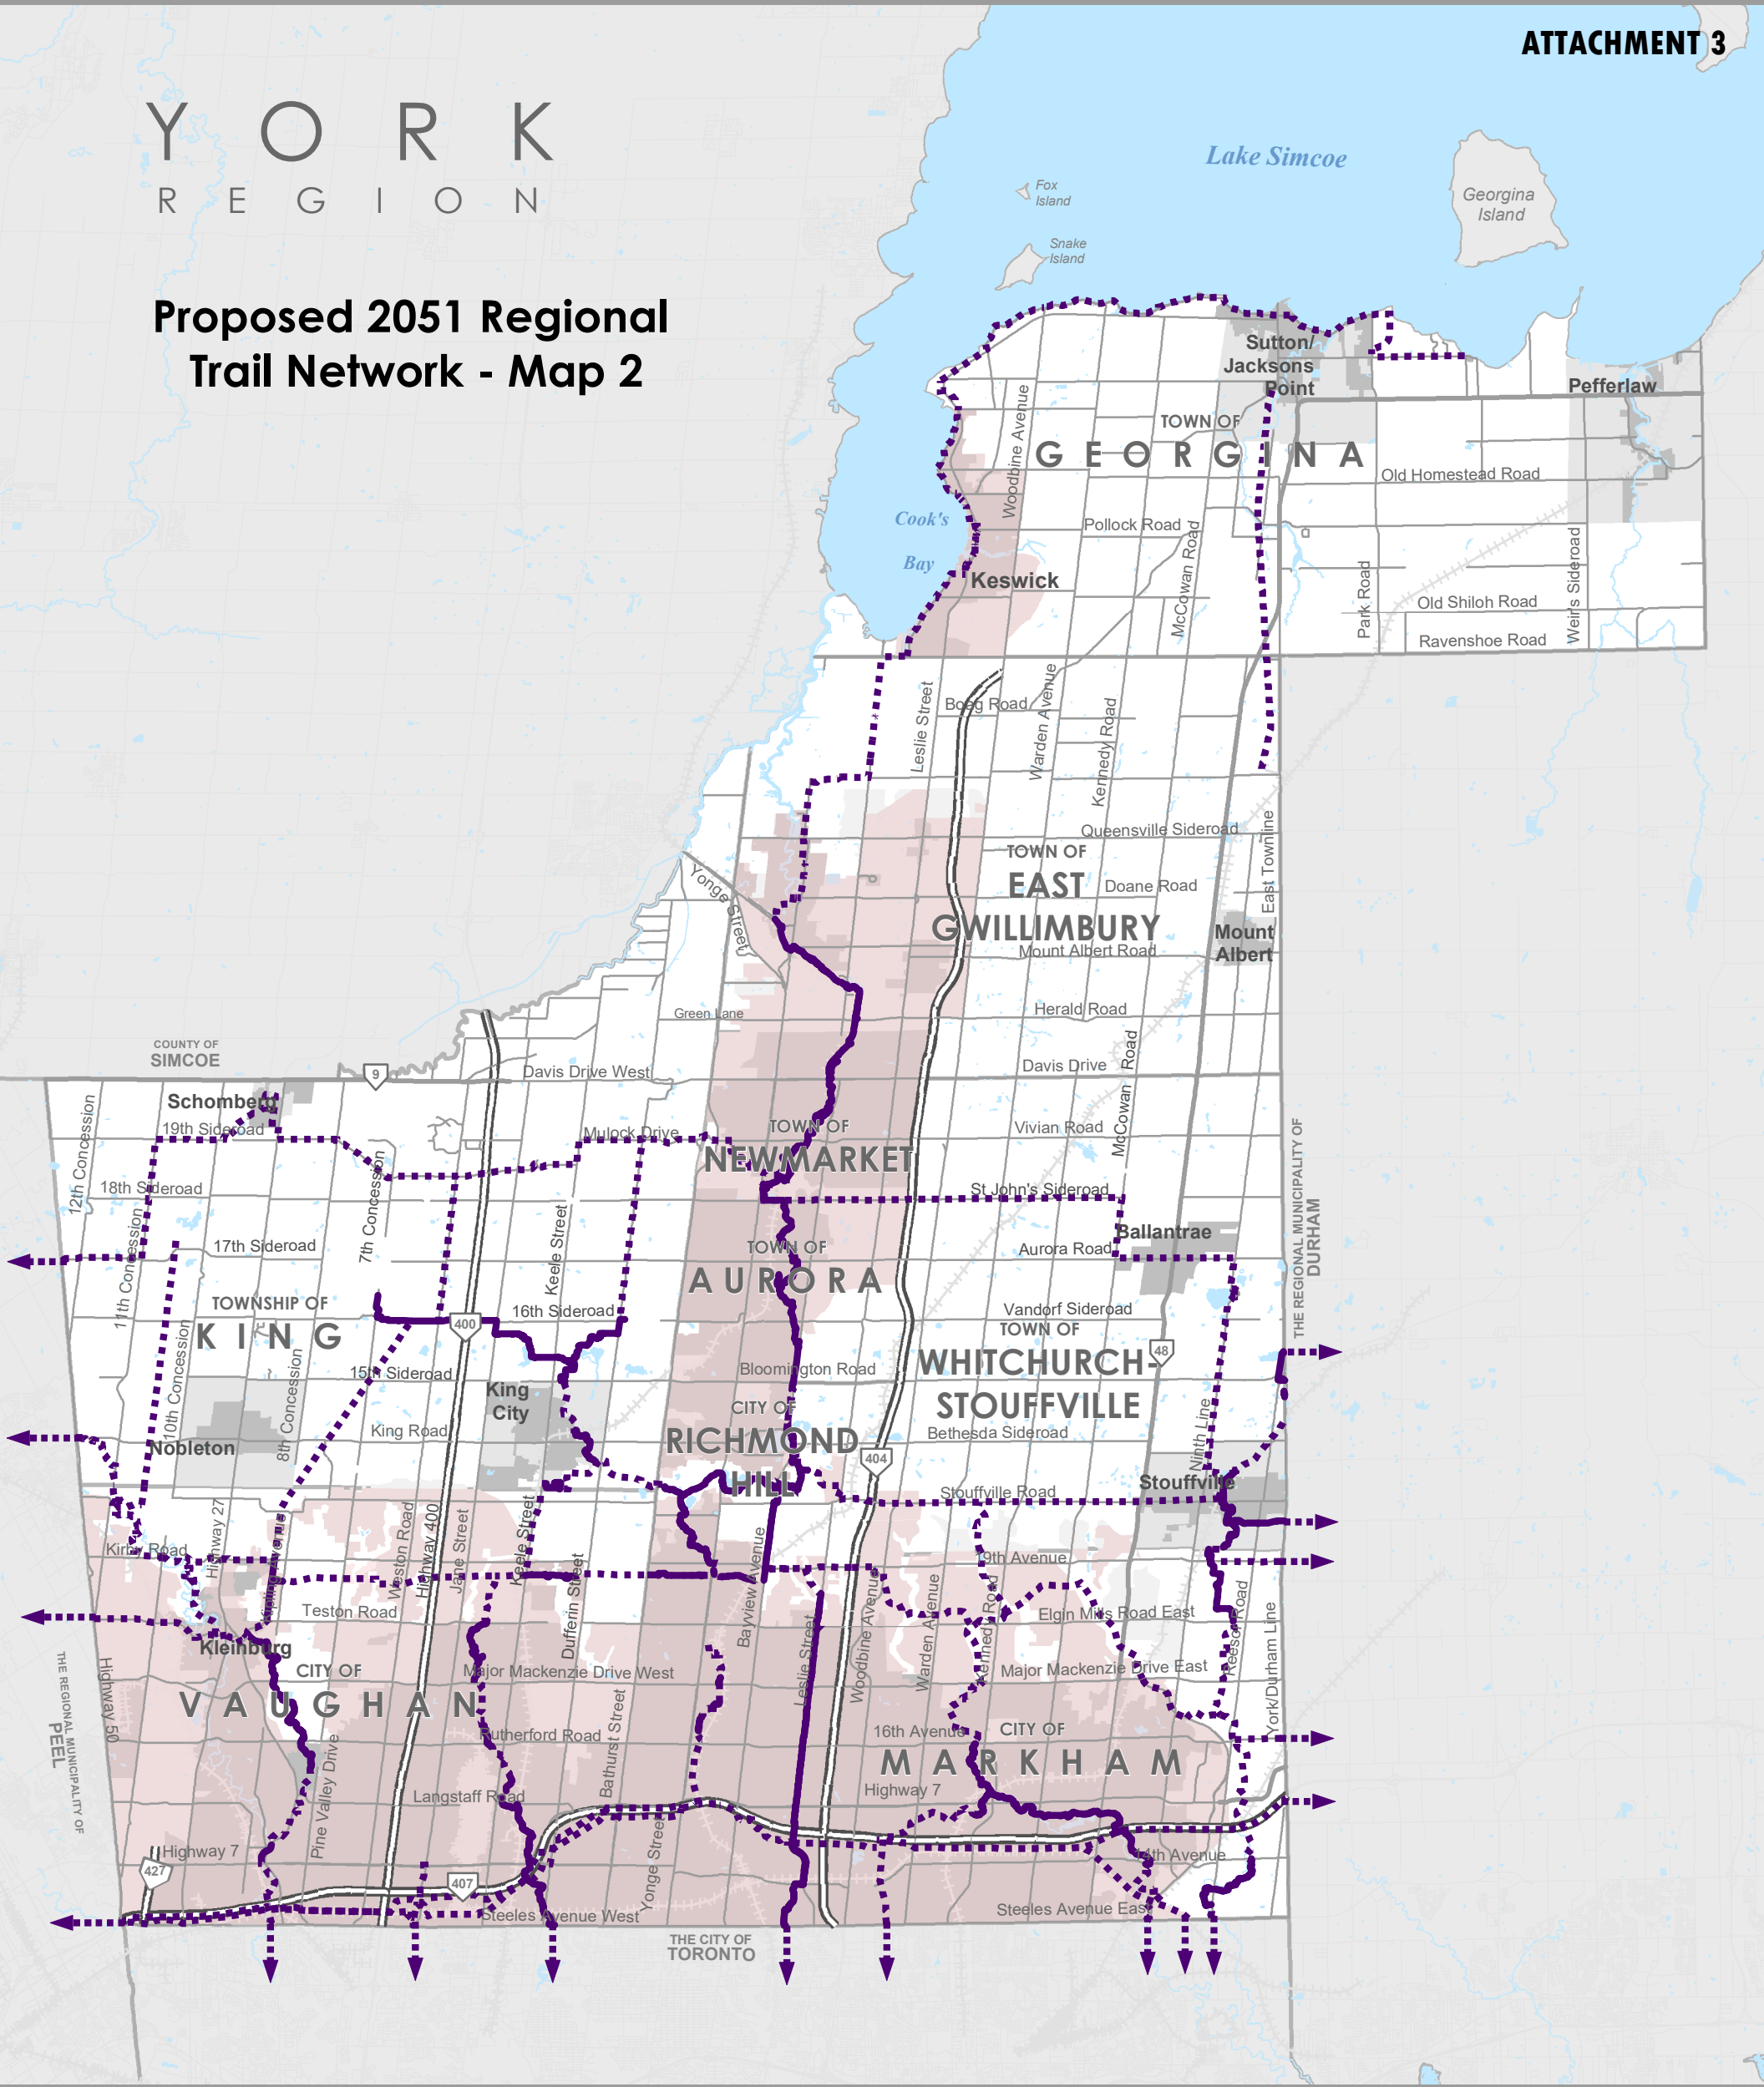 ATTACHMENT 3
YORK
REGION
Proposed 2051 Regional
Trail Network - Map 2
Lake Simcoe
Georgina
Island
Fox
Island
Snake
Island
Sutton/
Jacksons
Point
Pefferlaw
TOWN OF
GEORGINA
Woodbine Avenue
Old Homestead Road
Cook's
Bay
Pollock Road
McCowan Road
Keswick
Park Road
Weirs Sideroad
Old Shiloh Road
Ravenshoe Road
Leslie Street
Boag Road
Warden Avenue
Kennedy Road
Queensville Sideroad
East Townline
TOWN OF
EAST
GWILLIMBURY
Doane Road
Yonge Street
Mount Albert Road
Mount
Albert
Green Lane
Herald Road
COUNTY OF
SIMCOE
9
Davis Drive West
Davis Drive
McCowan Road
Schomberg
19th Sideroad
12th Concession
Mulock Drive
TOWN OF
NEWMARKET
Vivian Road
THE REGIONAL MUNICIPALITY OF
DURHAM
18th Sideroad
7th Concession
St John's Sideroad
Ballantrae
11th Concession
17th Sideroad
Keele Street
TOWN OF
AURORA
Aurora Road
TOWNSHIP OF
KING
16th Sideroad
400
Vandorf Sideroad
TOWN OF
WHITCHURCH-
STOUFFVILLE
48
10th Concession
8th Concession
15th Sideroad
Bloomington Road
King
City
CITY OF
RICHMOND
HILL
King Road
Nobleton
Bethesda Sideroad
Ninth Line
404
Stouffville
Stouffville Road
Highway 27
Kirby Road
Kipling Avenue
Weston Road
Highway 400
Jane Street
Keele Street
Dufferin Street
Bayview Avenue
19th Avenue
Teston Road
Leslie Street
Woodbine Avenue
Warden Avenue
Kennedy Road
Elgin Mills Road East
Reesor Road
York/Durham Line
Kleinburg
THE REGIONAL MUNICIPALITY OF
PEEL
Highway 50
CITY OF
VAUGHAN
Major Mackenzie Drive West
Major Mackenzie Drive East
Rutherford Road
Bathurst Street
16th Avenue
CITY OF
MARKHAM
Pine Valley Drive
Langstaff Road
Highway 7
Highway 7
Yonge Street
14th Avenue
427
407
Steeles Avenue West
Steeles Avenue East
THE CITY OF
TORONTO